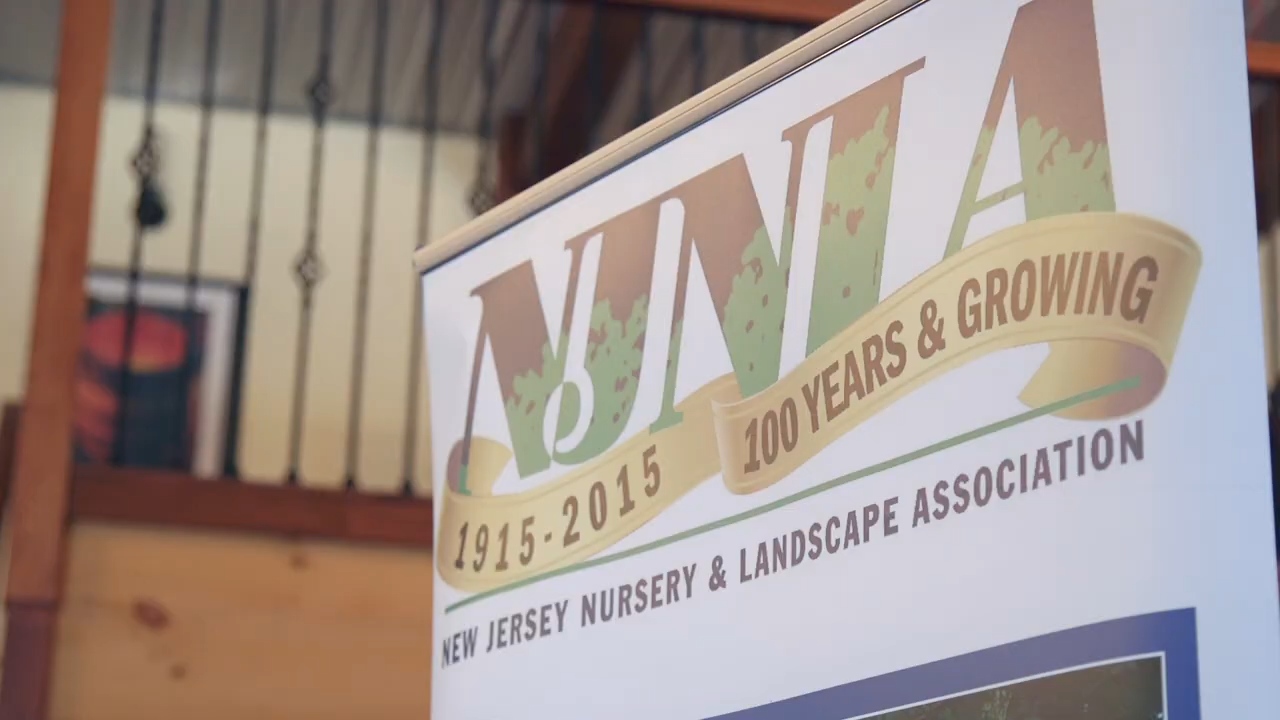 NJNLA
1915-2015 100 YEARS & GROWING
NEW JERSEY NURSERY & LANDSCAPE ASSOCIATION